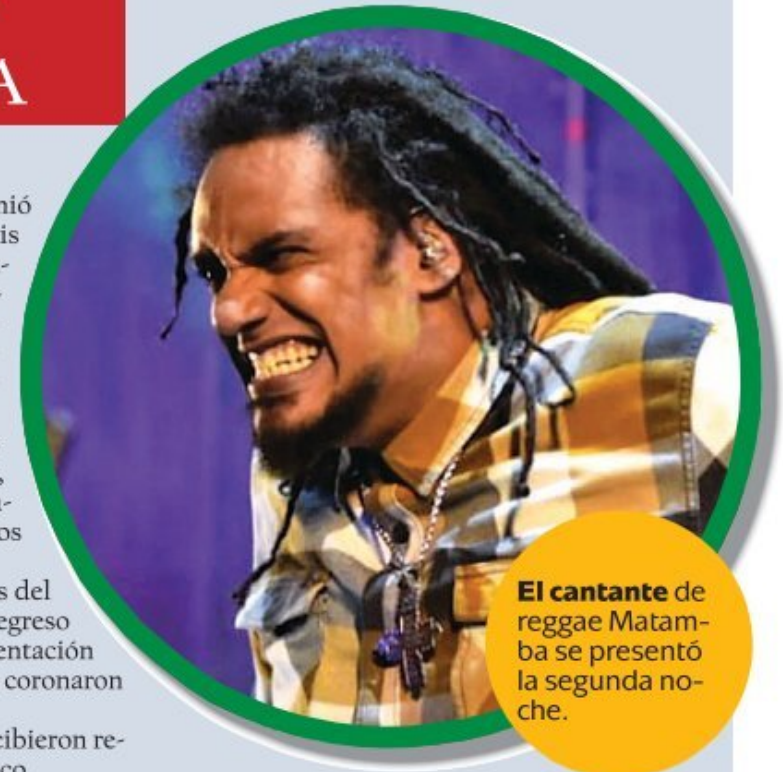 A
nió
is
os
s del
egreso
entación
coronaron
cibieron re-
El cantante de
reggae Matam-
ba se presentó
la segunda no-
che.